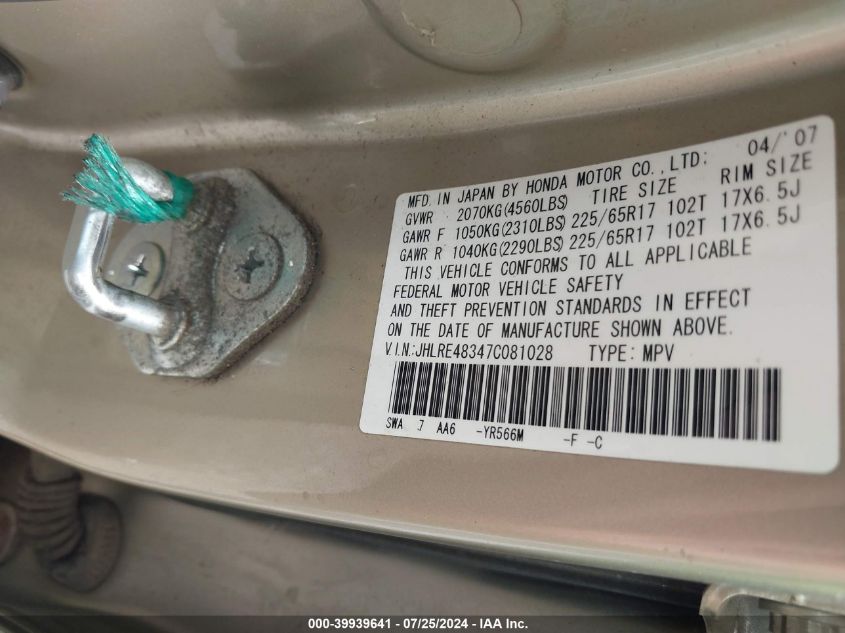 MFD. IN JAPAN BY HONDA MOTOR CO.,LTD: 04/'07
GVWR 2070KG(4560LBS) TIRE SIZE RIM SIZE
GAWR F 1050KG(2310LBS) 225/65R17 102T 17X6.5J
GAWR R 1040KG(2290LBS) 225/65R17 102T 17X6.5J
THIS VEHICLE CONFORMS TO ALL APPLICABLE
FEDERAL MOTOR VEHICLE SAFETY
AND THEFT PREVENTION STANDARDS IN EFFECT
ON THE DATE OF MANUFACTURE SHOWN ABOVE.
V.I.N.:JHLRE48347C081028 TYPE: MPV
SWA 7 AA6 -YR566M -F -C
000-39939641 - 07/25/2024 - IAA Inc.